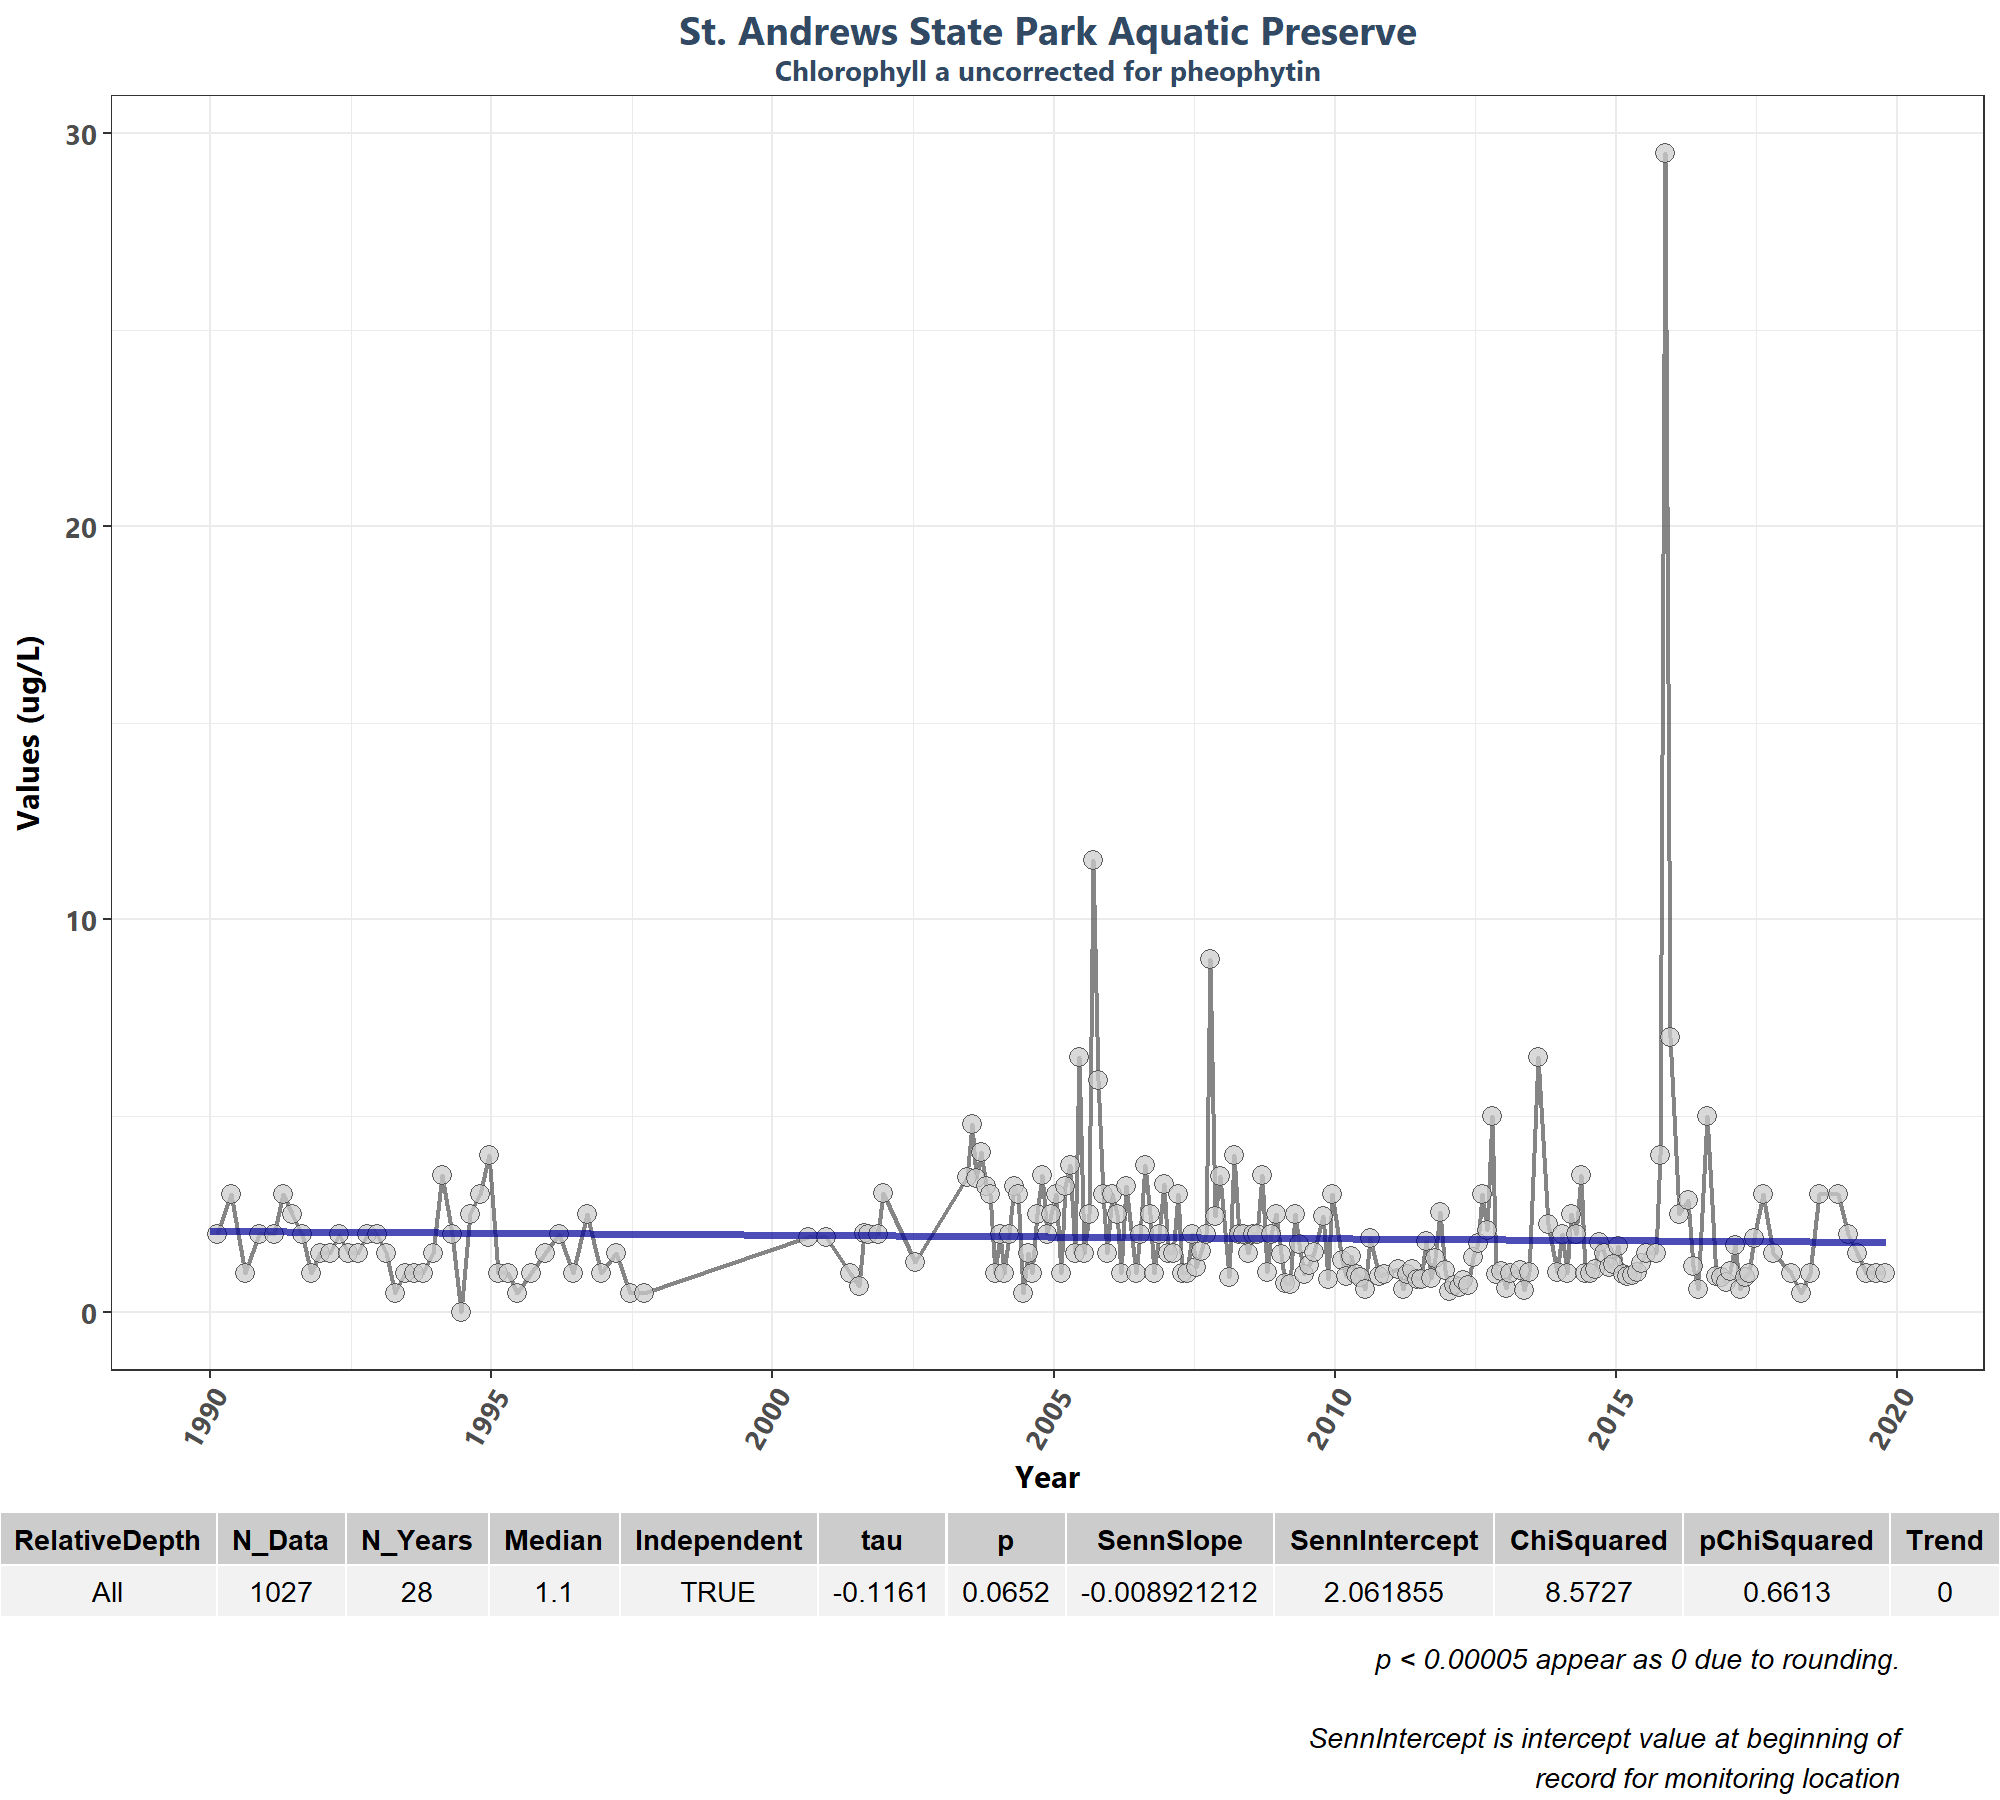 St. Andrews State Park Aquatic Preserve
Chlorophyll a uncorrected for pheophytin
Values (ug/L)
30
20
10
0
1990 1995 2000 2005 2010 2015 2020
Year
RelativeDepth N_Data N_Years Median Independent tau p SennSlope SennIntercept ChiSquared pChiSquared Trend
All 1027 28 1.1 TRUE -0.1161 0.0652 -0.008921212 2.061855 8.5727 0.6613 0
p < 0.00005 appear as 0 due to rounding.
SennIntercept is intercept value at beginning of
record for monitoring location